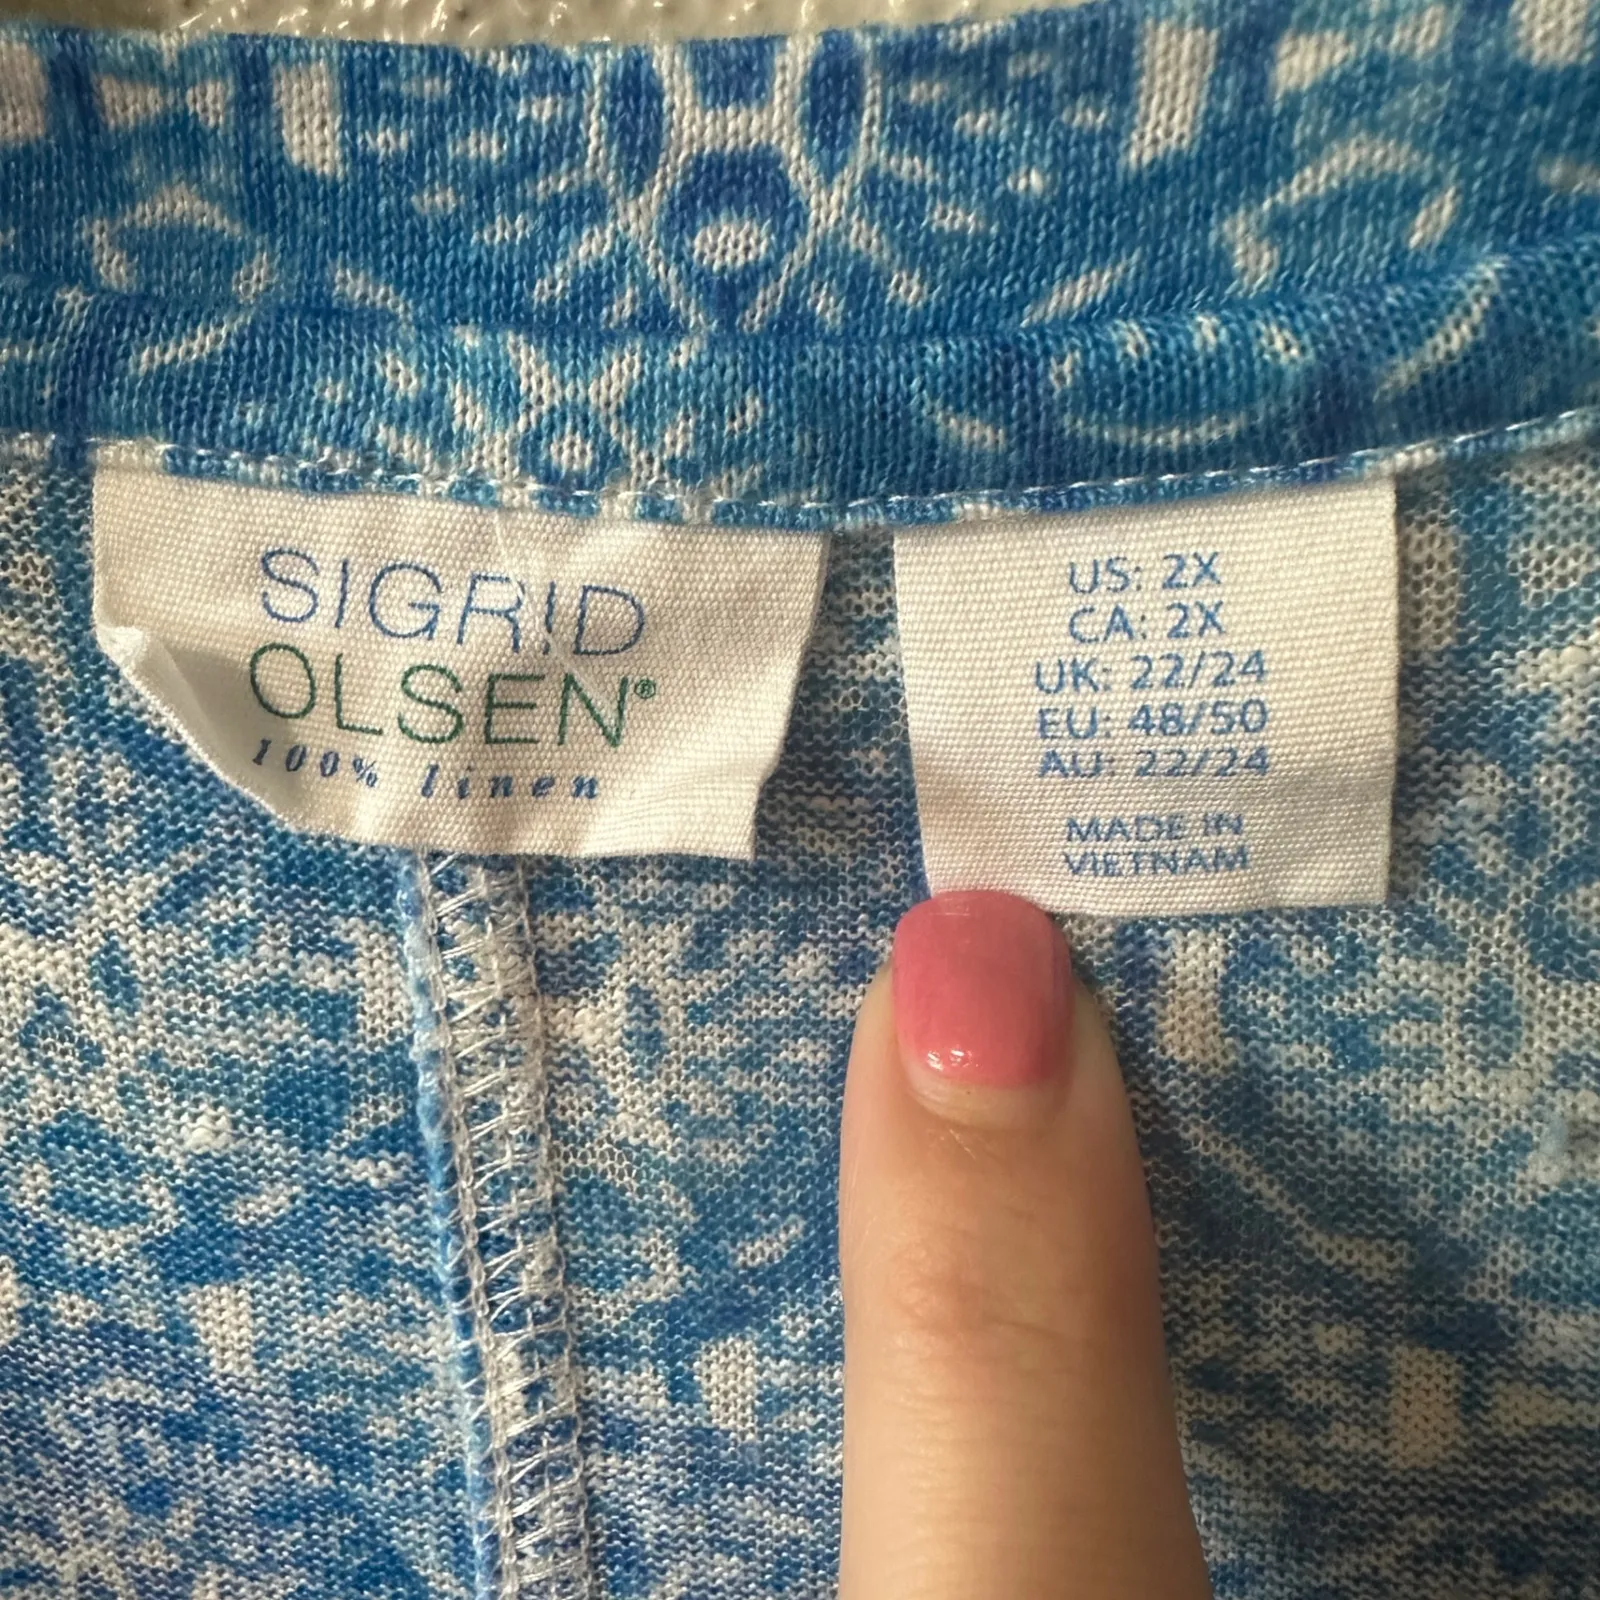 SIGRID
OLSEN®
100% linen
US: 2X
CA: 2X
UK: 22/24
EU: 48/50
AU: 22/24
MADE IN
VIETNAM